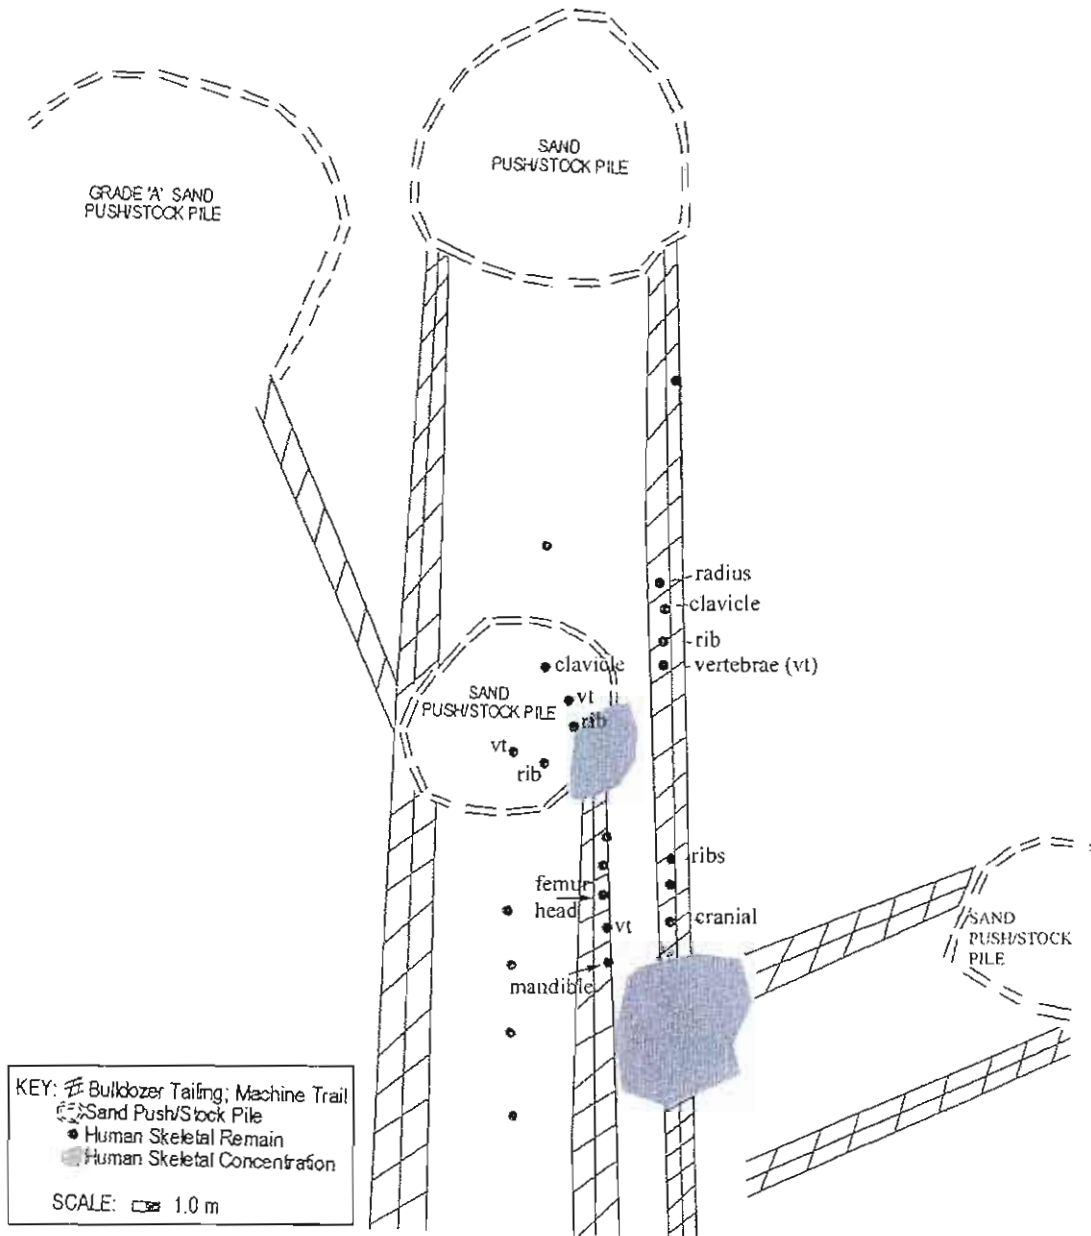 SAND
PUSH/STOCK PILE
GRADE 'A' SAND
PUSH/STOCK PILE
radius
clavicle
rib
vertebrae (vt)
clavicle
SAND
PUSH/STOCK PILE
vt
rib
vt
rib
ribs
femur
head
cranial
vt
mandible
SAND
PUSH/STOCK
PILE
KEY: Bulldozer Tailing; Machine Trail
Sand Push/Stock Pile
Human Skeletal Remain
Human Skeletal Concentration
SCALE: 1.0 m